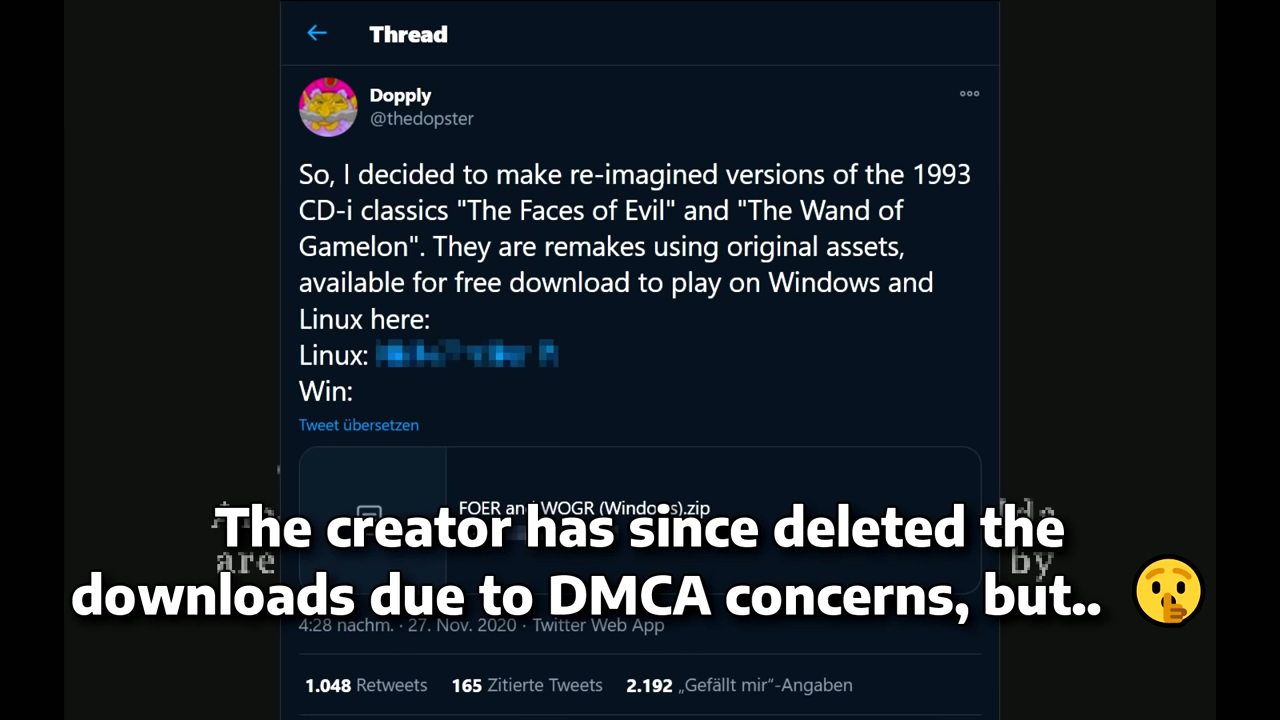 Thread
Dopply
@thedopster
So, I decided to make re-imagined versions of the 1993
CD-i classics "The Faces of Evil" and "The Wand of
Gamelon". They are remakes using original assets,
available for free download to play on Windows and
Linux here:
Linux:
Win:
Tweet übersetzen
FOER and WOGR (Windows).zip
The creator has since deleted the
are by
downloads due to DMCA concerns, but..
4:28 nachm. · 27. Nov. 2020 · Twitter Web App
1.048 Retweets 165 Zitierte Tweets 2.192 „Gefällt mir“-Angaben